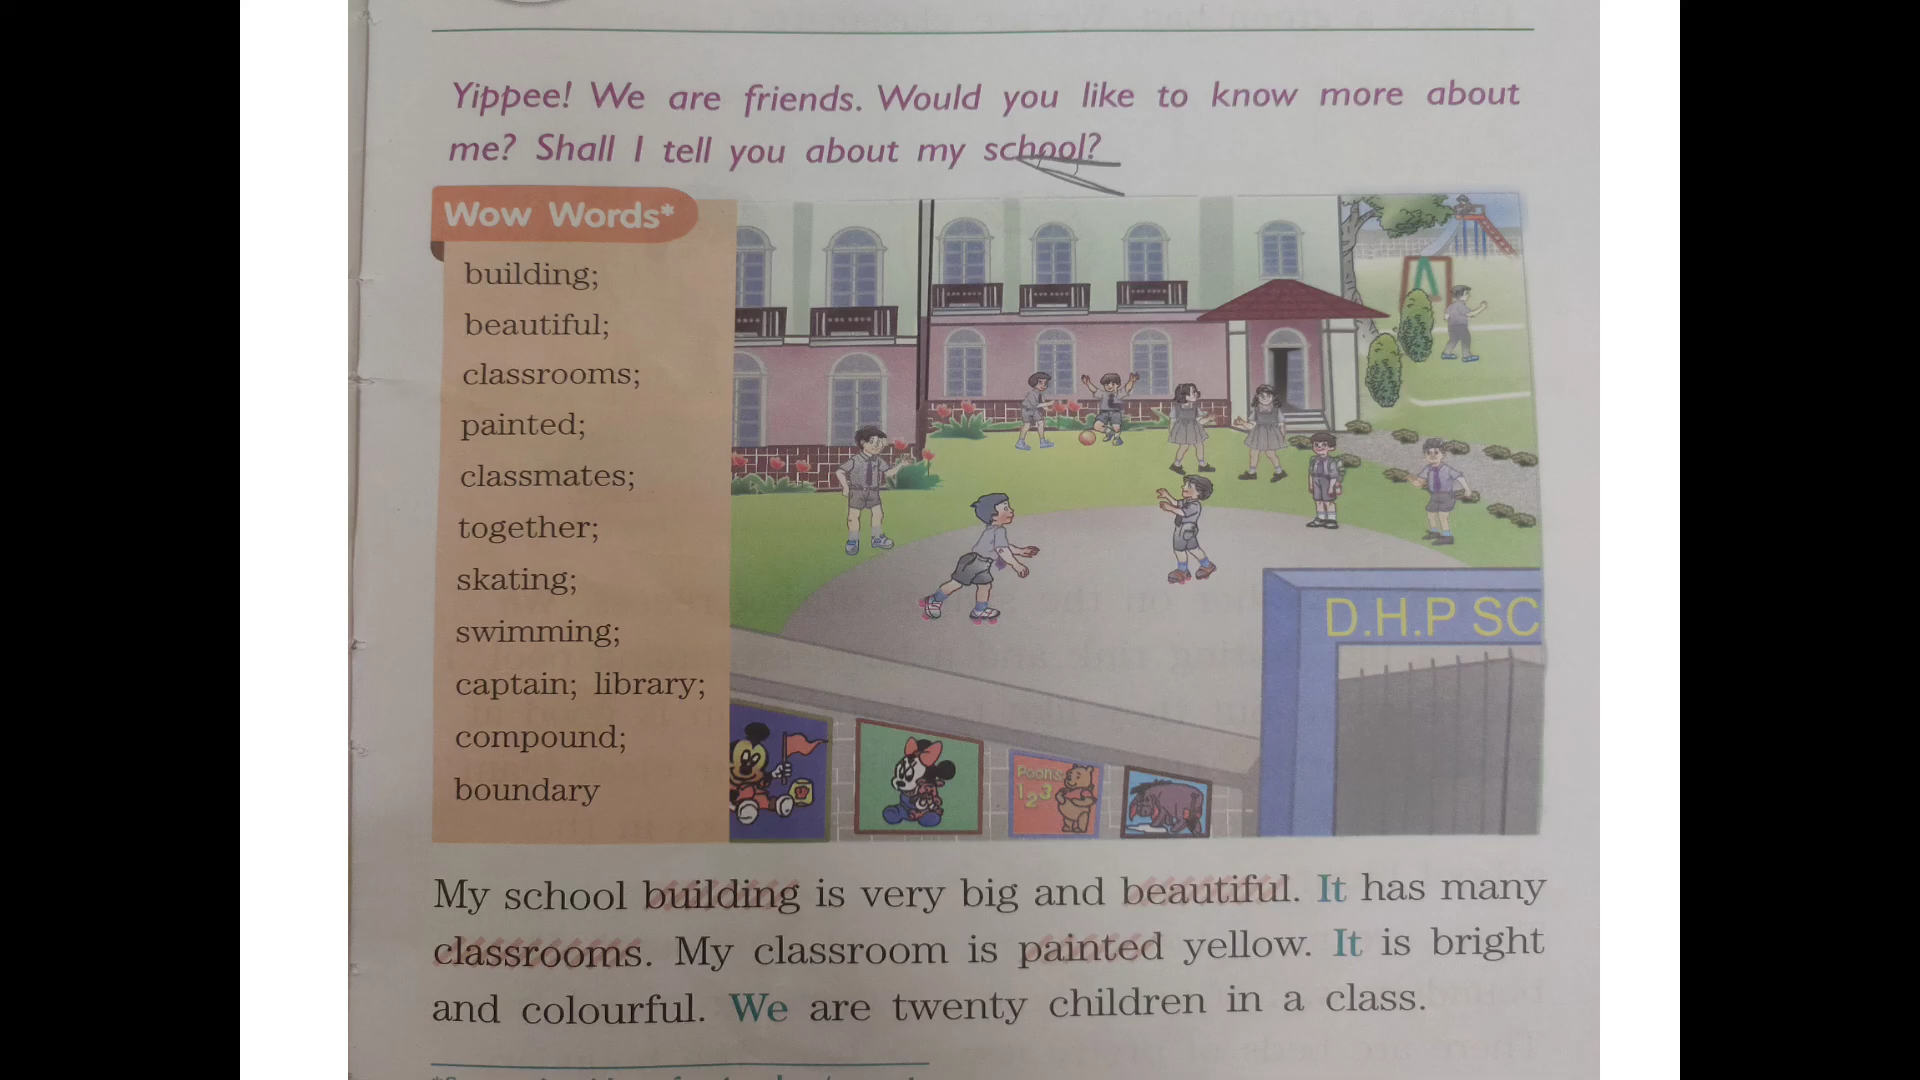 Yippee! We are friends. Would you like to know more about
me? Shall I tell you about my school?
Wow Words*
building;
beautiful;
classrooms;
painted;
classmates;
together;
skating;
swimming;
captain; library;
compound;
boundary
D.H.P SC
Poohs
123
My school building is very big and beautiful. It has many
classrooms. My classroom is painted yellow. It is bright
and colourful. We are twenty children in a class.